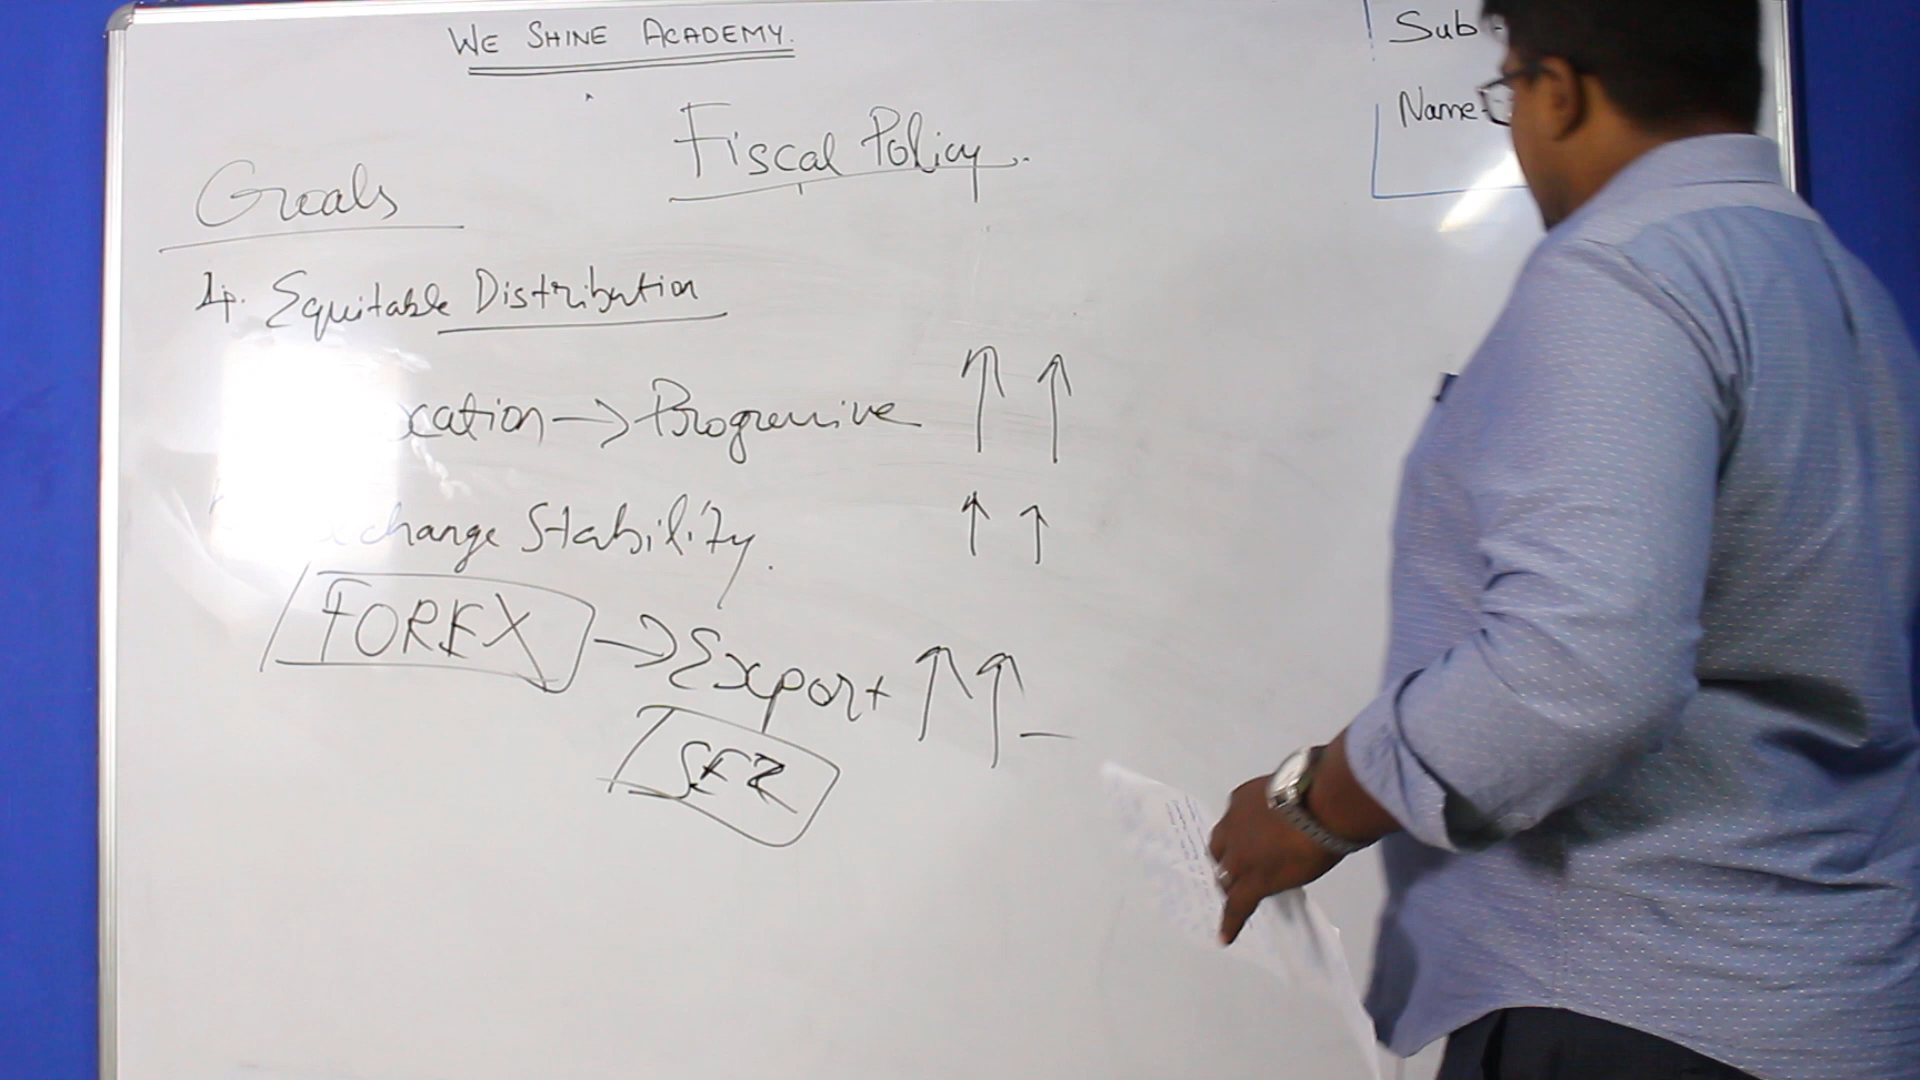 WE SHINE ACADEMY.
Sub -
Name-
Fiscal Policy.
Goals
4. Equitable Distribution
xation → Progressive ↑ ↑
change Stability. ↑ ↑
FOREX → Export ↑ ↑ _
SEZ